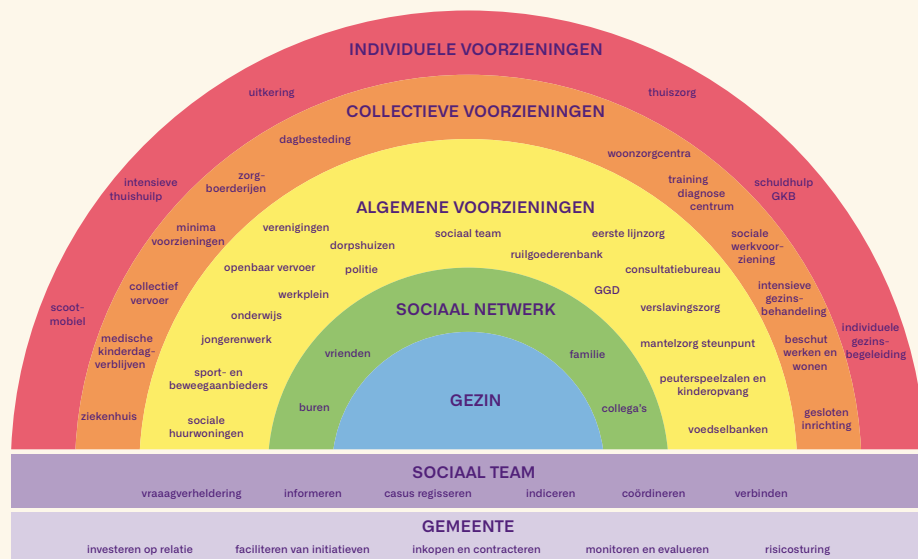 INDIVIDUELE VOORZIENINGEN
uitkering
thuiszorg
intensieve
thuishuilp
schuldhulp
GKB
scoot-
mobiel
individuele
gezins-
begeleiding
COLLECTIEVE VOORZIENINGEN
dagbesteding
woonzorgcentra
zorg-
boerderijen
training
diagnose
centrum
minima
voorzieningen
sociale
werkvoor-
ziening
collectief
vervoer
intensieve
gezins-
behandeling
medische
kinderdag-
verblijven
beschut
werken en
wonen
ziekenhuis
gesloten
inrichting
ALGEMENE VOORZIENINGEN
verenigingen
sociaal team
eerste lijnzorg
dorpshuizen
ruilgoederenbank
openbaar vervoer
politie
consultatiebureau
werkplein
GGD
onderwijs
verslavingszorg
jongerenwerk
mantelzorg steunpunt
sport- en
beweegaanbieders
peuterspeelzalen en
kinderopvang
sociale
huurwoningen
voedselbanken
SOCIAAL NETWERK
vrienden
familie
buren
collega's
GEZIN
SOCIAAL TEAM
vraaagverheldering
informeren
casus regisseren
indiceren
coördineren
verbinden
GEMEENTE
investeren op relatie
faciliteren van initiatieven
inkopen en contracteren
monitoren en evalueren
risicosturing